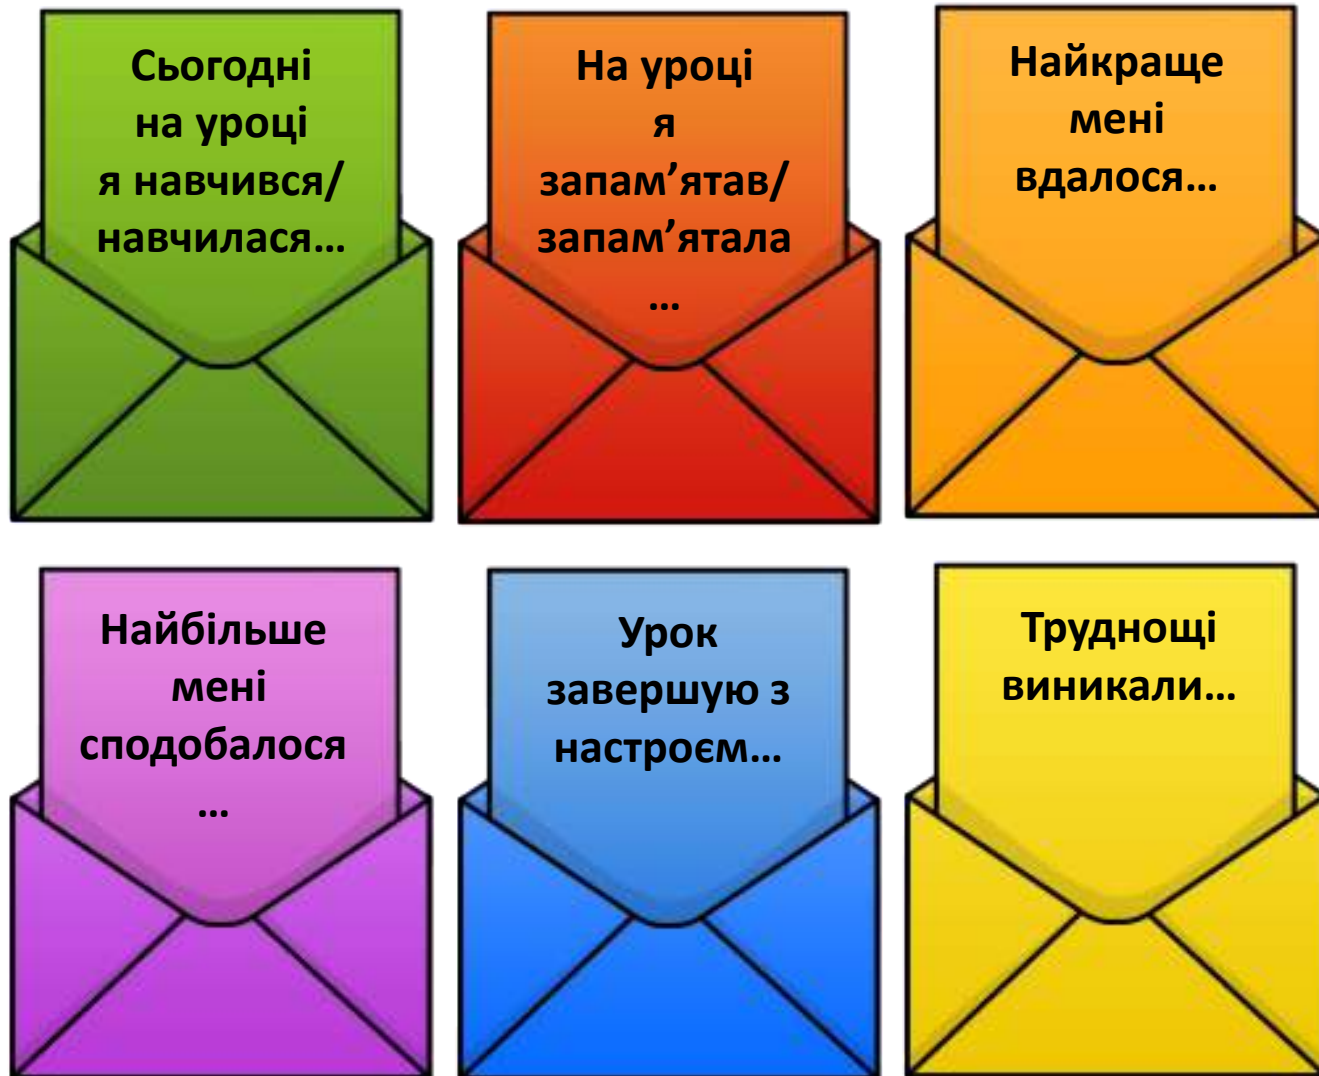 Сьогодні
на уроці
я навчився/
навчилася…
На уроці
я
запам’ятав/
запам’ятала
…
Найкраще
мені
вдалося…
Найбільше
мені
сподобалося
…
Урок
завершую з
настроєм…
Труднощі
виникали…